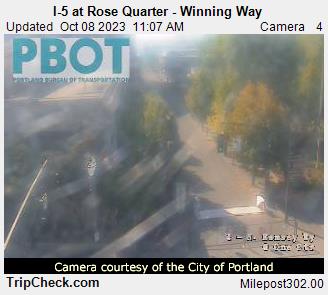 I-5 at Rose Quarter - Winning Way
Updated Oct 08 2023 11:07 AM Camera 4
PBOT
PORTLAND BUREAU OF TRANSPORTATION
Camera courtesy of the City of Portland
TripCheck.com Milepost302.00